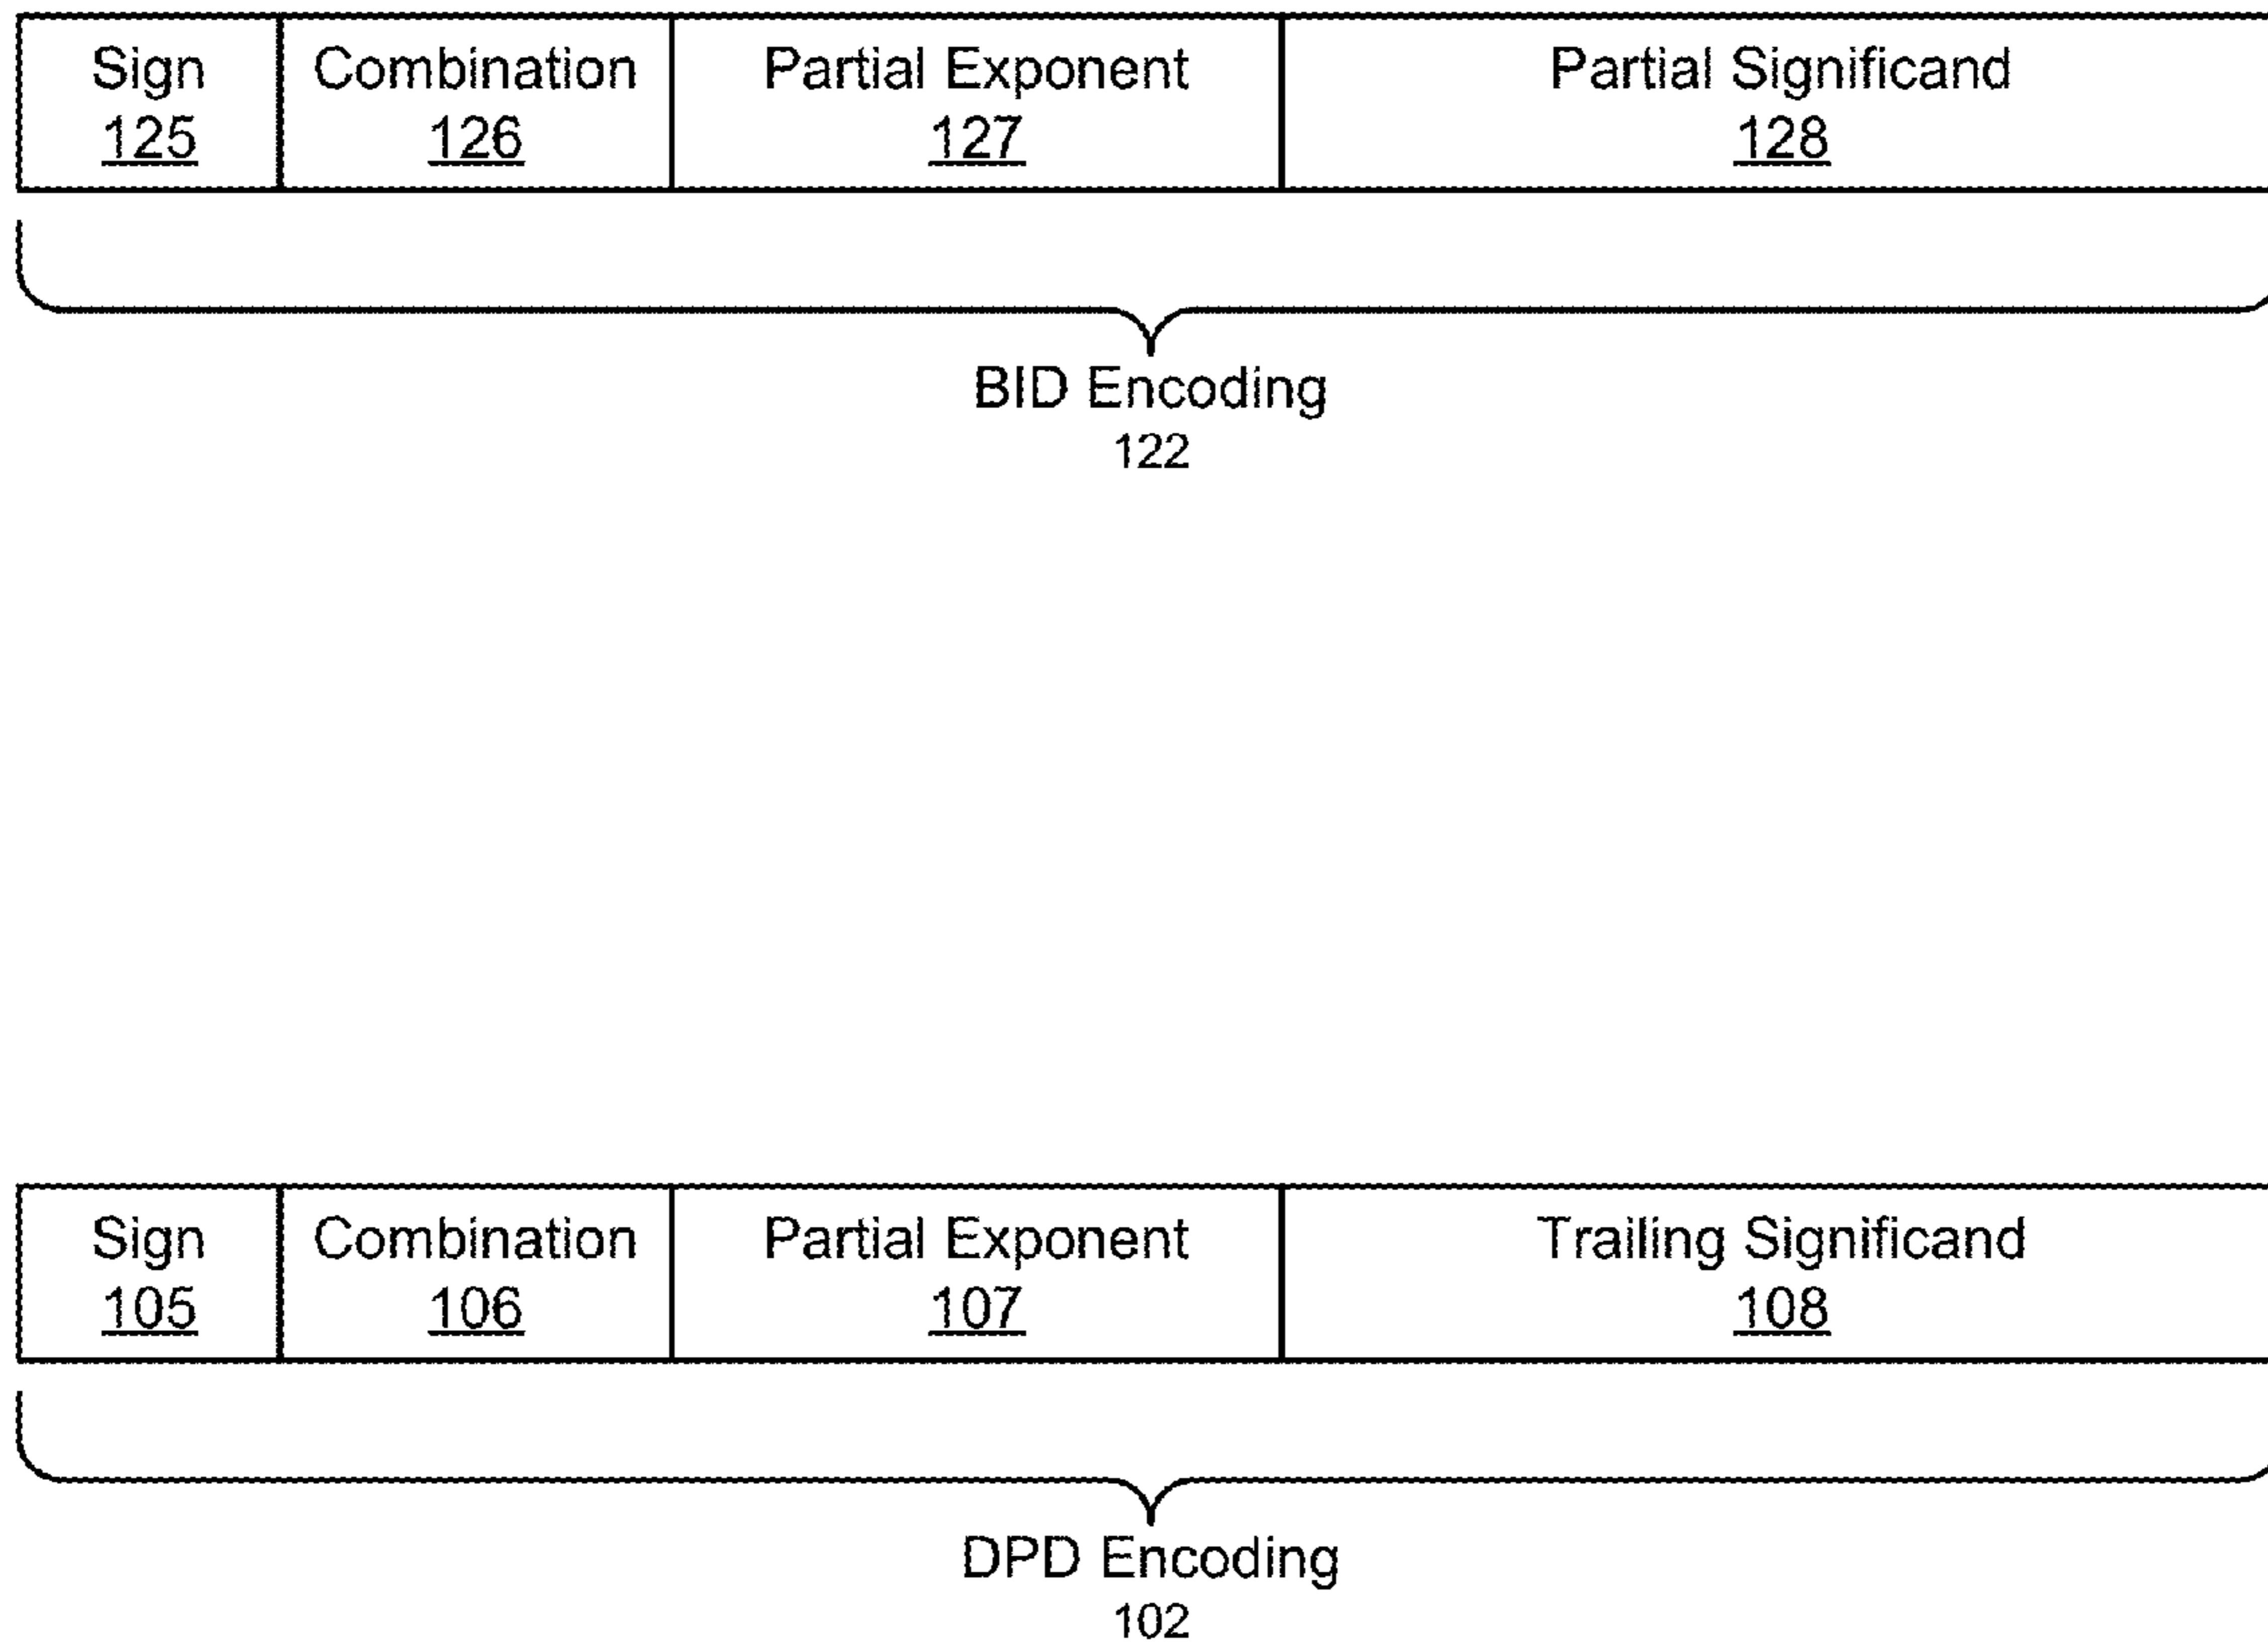 Sign Combination Partial Exponent Partial Significand
125 126 127 128
BID Encoding
122
Sign Combination Partial Exponent Trailing Significand
105 106 107 108
DPD Encoding
102